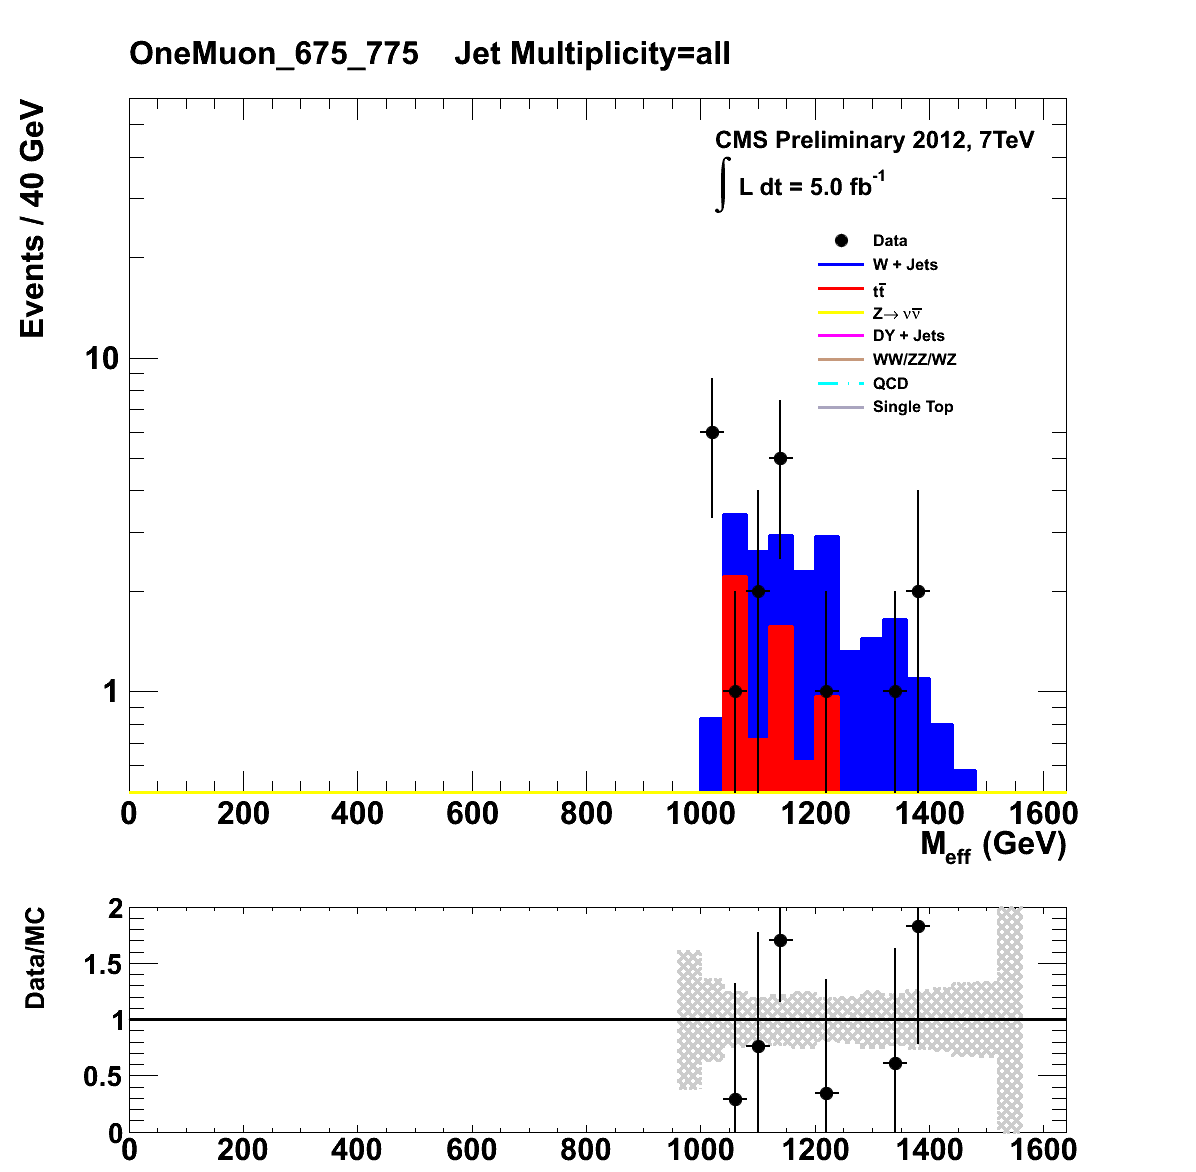 OneMuon_675_775    Jet Multiplicity=all
Events / 40 GeV
CMS Preliminary 2012, 7TeV
∫ L dt = 5.0 fb⁻¹
Data
W + Jets
tt̅
Z→ νν̅
DY + Jets
WW/ZZ/WZ
QCD
Single Top
10
1
0 200 400 600 800 1000 1200 1400 1600
M_eff (GeV)
Data/MC
2
1.5
1
0.5
0
0 200 400 600 800 1000 1200 1400 1600